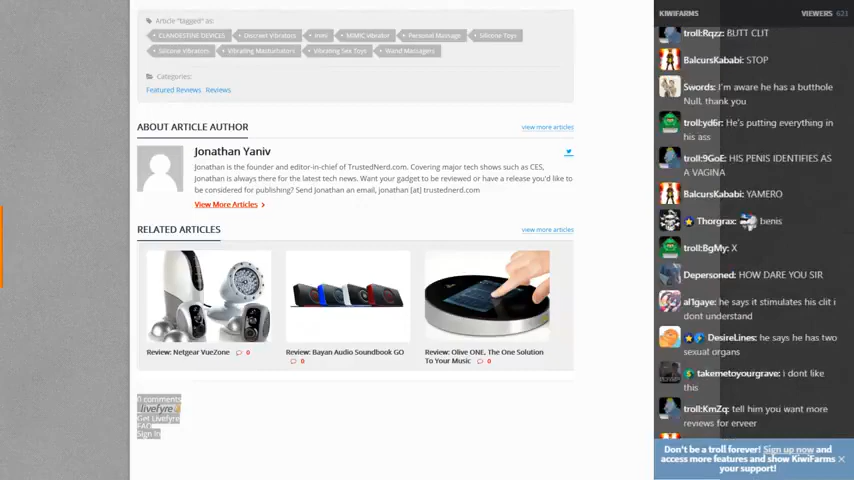 Article "tagged" as:
CLANDESTINE DEVICES
Discreet Vibrators
mini
MIMIC vibrator
Personal Massage
Silicone Toys
Silicone Vibrators
Vibrating Masturbators
Vibrating Sex Toys
Wand Massagers
Categories:
Featured Reviews Reviews
ABOUT ARTICLE AUTHOR
view more articles
Jonathan Yaniv
Jonathan is the founder and editor-in-chief of TrustedNerd.com. Covering major tech shows such as CES,
Jonathan is always there for the latest tech news. Want your gadget to be reviewed or have a release you'd like to
be considered for publishing? Send Jonathan an email, jonathan [at] trustednerd.com
View More Articles
RELATED ARTICLES
view more articles
Review: Netgear VueZone 0
Review: Bayan Audio Soundbook GO
0
Review: Olive ONE, The One Solution
To Your Music 0
0 comments
livefyre
Get Livefyre
FAQ
Sign in
KIWIFARMS
VIEWERS 621
troll:Rqzz: BUTT CLIT
BalcursKababi: STOP
Swords: I'm aware he has a butthole
Null, thank you
troll:yd6r: He's putting everything in
his ass
troll:9GoE: HIS PENIS IDENTIFIES AS
A VAGINA
BalcursKababi: YAMERO
Thorgrax: benis
troll:BgMy: X
Depersoned: HOW DARE YOU SIR
al1gaye: he says it stimulates his clit i
dont understand
DesireLines: he says he has two
sexual organs
takemetoyourgrave: i dont like
this
troll:KmZq: tell him you want more
reviews for erveer
Don't be a troll forever! Sign up now and
access more features and show KiwiFarms
your support!